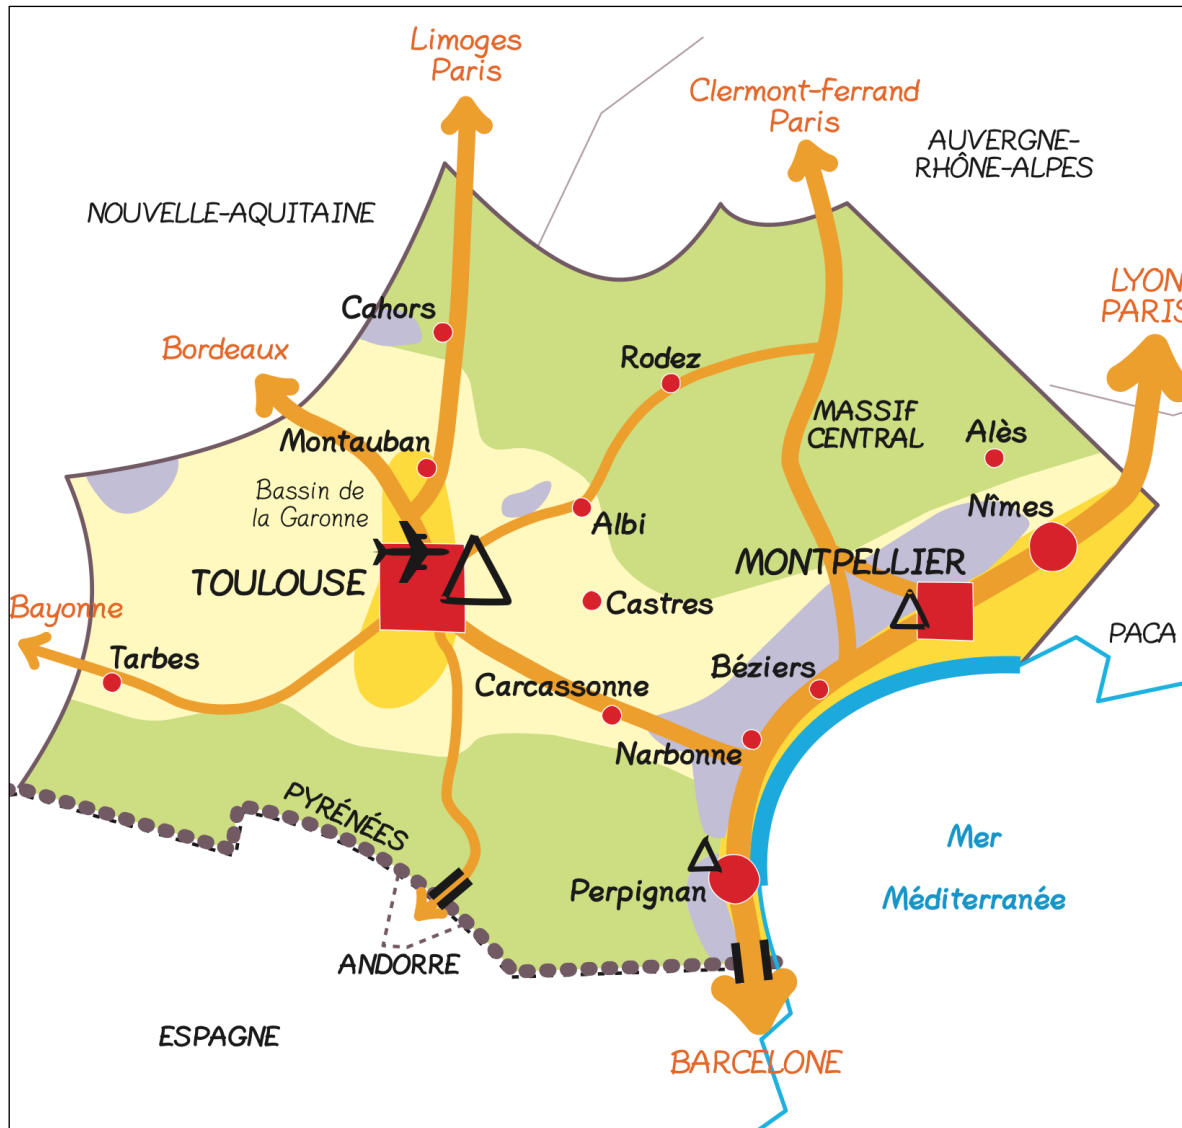 Limoges
Paris
Clermont-Ferrand
Paris
AUVERGNE-
RHÔNE-ALPES
NOUVELLE-AQUITAINE
LYON
PARIS
Cahors
Bordeaux
Rodez
MASSIF
CENTRAL
Alès
Montauban
Bassin de
la Garonne
Nîmes
Albi
MONTPELLIER
TOULOUSE
Castres
Bayonne
PACA
Tarbes
Béziers
Carcassonne
Narbonne
PYRÉNÉES
Mer
Méditerranée
Perpignan
ANDORRE
ESPAGNE
BARCELONE